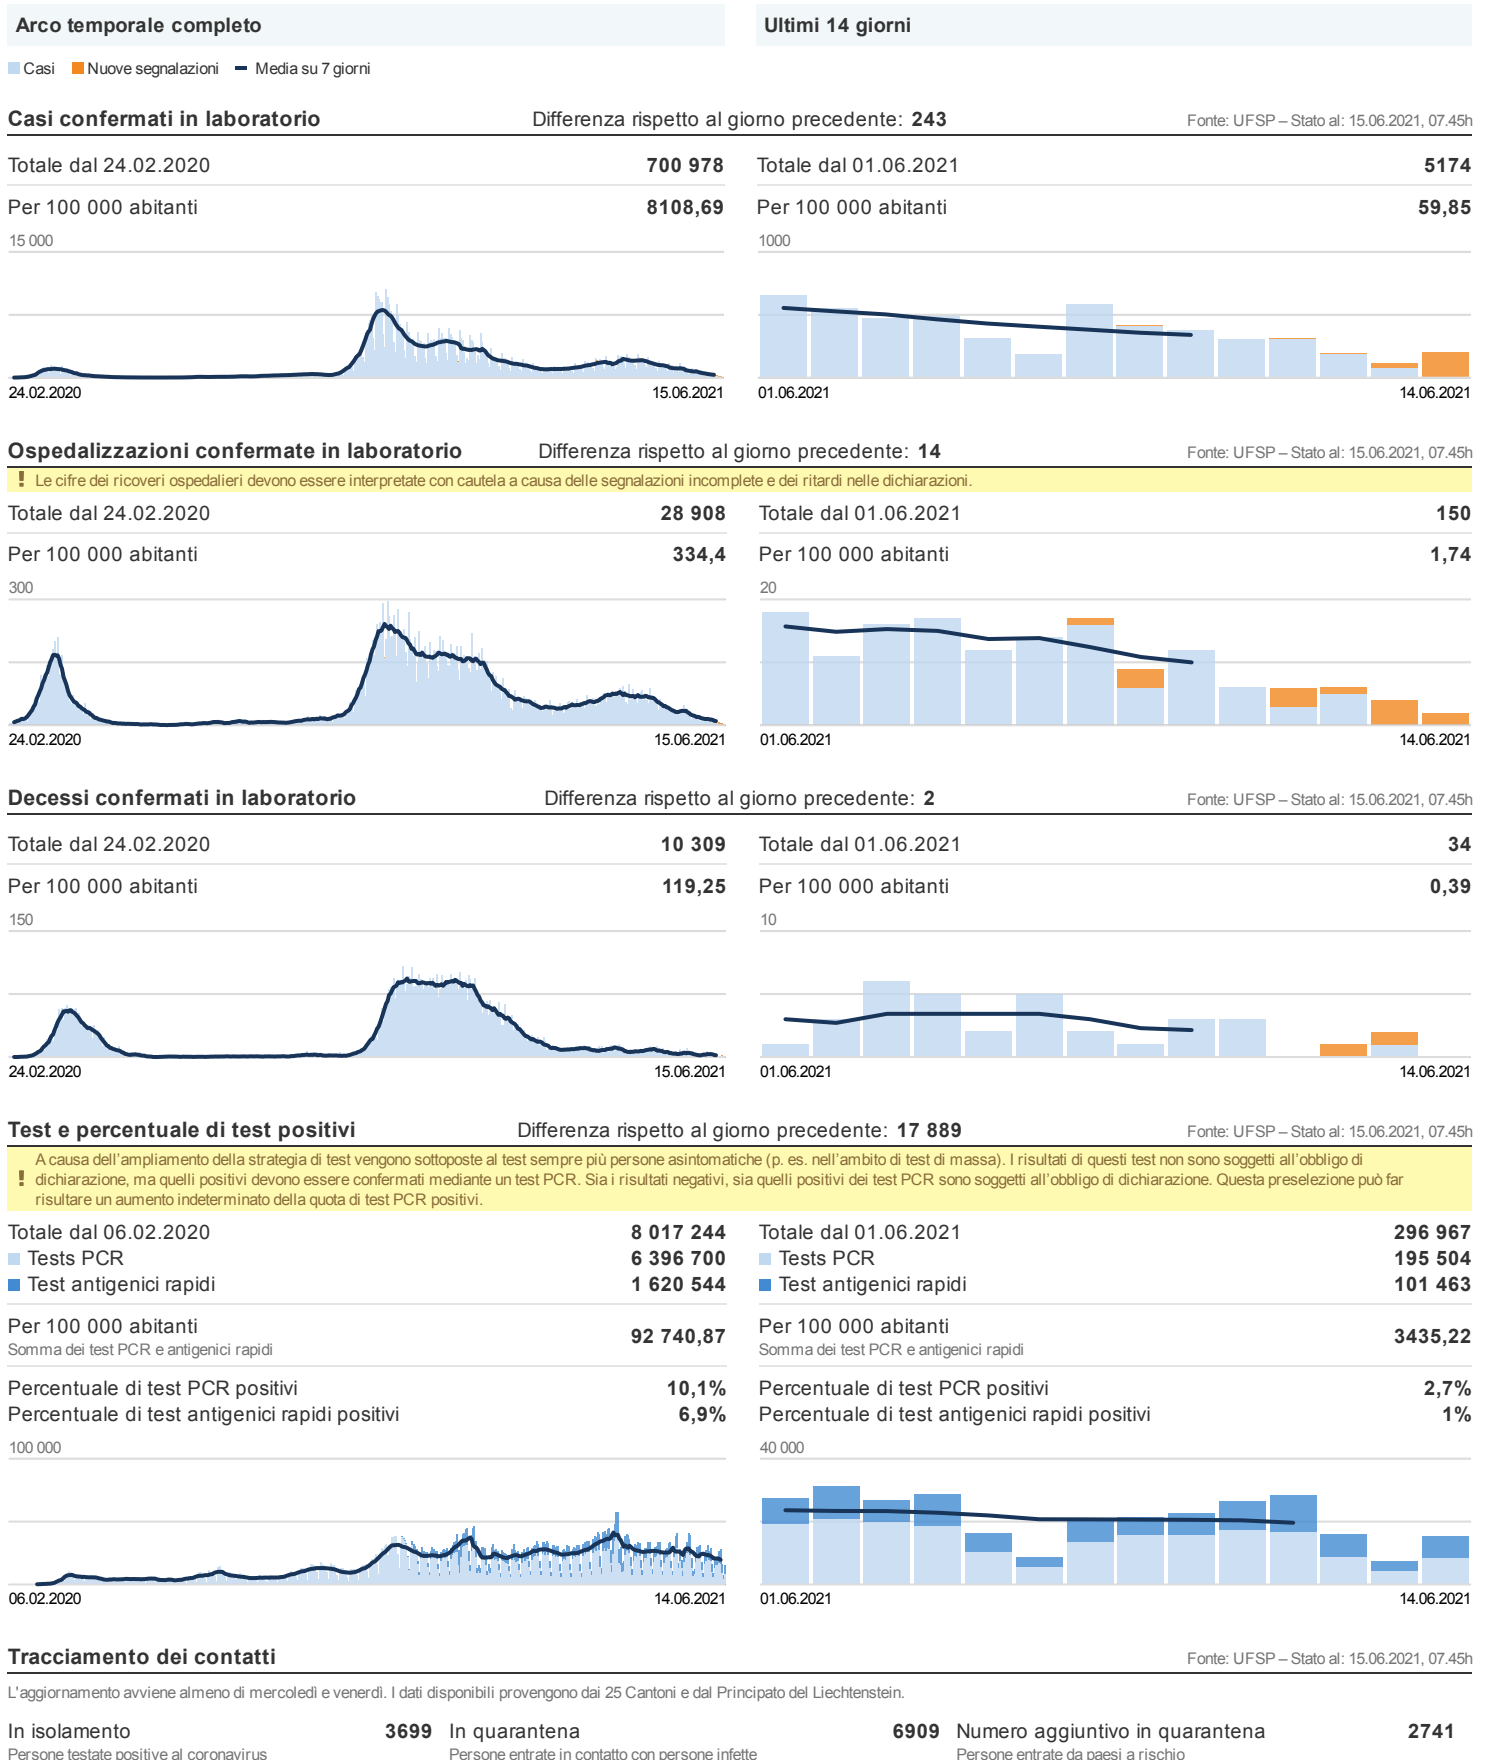 Arco temporale completo
Ultimi 14 giorni
Casi Nuove segnalazioni Media su 7 giorni
Casi confermati in laboratorio Differenza rispetto al giorno precedente: 243 Fonte: UFSP – Stato al: 15.06.2021, 07.45h
Totale dal 24.02.2020 700 978
Per 100 000 abitanti 8108,69
15 000
24.02.2020 15.06.2021
Totale dal 01.06.2021 5174
Per 100 000 abitanti 59,85
1000
01.06.2021 14.06.2021
Ospedalizzazioni confermate in laboratorio Differenza rispetto al giorno precedente: 14 Fonte: UFSP – Stato al: 15.06.2021, 07.45h
! Le cifre dei ricoveri ospedalieri devono essere interpretate con cautela a causa delle segnalazioni incomplete e dei ritardi nelle dichiarazioni.
Totale dal 24.02.2020 28 908
Per 100 000 abitanti 334,4
300
24.02.2020 15.06.2021
Totale dal 01.06.2021 150
Per 100 000 abitanti 1,74
20
01.06.2021 14.06.2021
Decessi confermati in laboratorio Differenza rispetto al giorno precedente: 2 Fonte: UFSP – Stato al: 15.06.2021, 07.45h
Totale dal 24.02.2020 10 309
Per 100 000 abitanti 119,25
150
24.02.2020 15.06.2021
Totale dal 01.06.2021 34
Per 100 000 abitanti 0,39
10
01.06.2021 14.06.2021
Test e percentuale di test positivi Differenza rispetto al giorno precedente: 17 889 Fonte: UFSP – Stato al: 15.06.2021, 07.45h
A causa dell'ampliamento della strategia di test vengono sottoposte al test sempre più persone asintomatiche (p. es. nell'ambito di test di massa). I risultati di questi test non sono soggetti all'obbligo di
! dichiarazione, ma quelli positivi devono essere confermati mediante un test PCR. Sia i risultati negativi, sia quelli positivi dei test PCR sono soggetti all'obbligo di dichiarazione. Questa preselezione può far
risultare un aumento indeterminato della quota di test PCR positivi.
Totale dal 06.02.2020 8 017 244
Tests PCR 6 396 700
Test antigenici rapidi 1 620 544
Per 100 000 abitanti 92 740,87
Somma dei test PCR e antigenici rapidi
Percentuale di test PCR positivi 10,1%
Percentuale di test antigenici rapidi positivi 6,9%
100 000
06.02.2020 14.06.2021
Totale dal 01.06.2021 296 967
Tests PCR 195 504
Test antigenici rapidi 101 463
Per 100 000 abitanti 3435,22
Somma dei test PCR e antigenici rapidi
Percentuale di test PCR positivi 2,7%
Percentuale di test antigenici rapidi positivi 1%
40 000
01.06.2021 14.06.2021
Tracciamento dei contatti Fonte: UFSP – Stato al: 15.06.2021, 07.45h
L'aggiornamento avviene almeno di mercoledì e venerdì. I dati disponibili provengono dai 25 Cantoni e dal Principato del Liechtenstein.
In isolamento 3699
Persone testate positive al coronavirus
In quarantena 6909
Persone entrate in contatto con persone infette
Numero aggiuntivo in quarantena 2741
Persone entrate da paesi a rischio